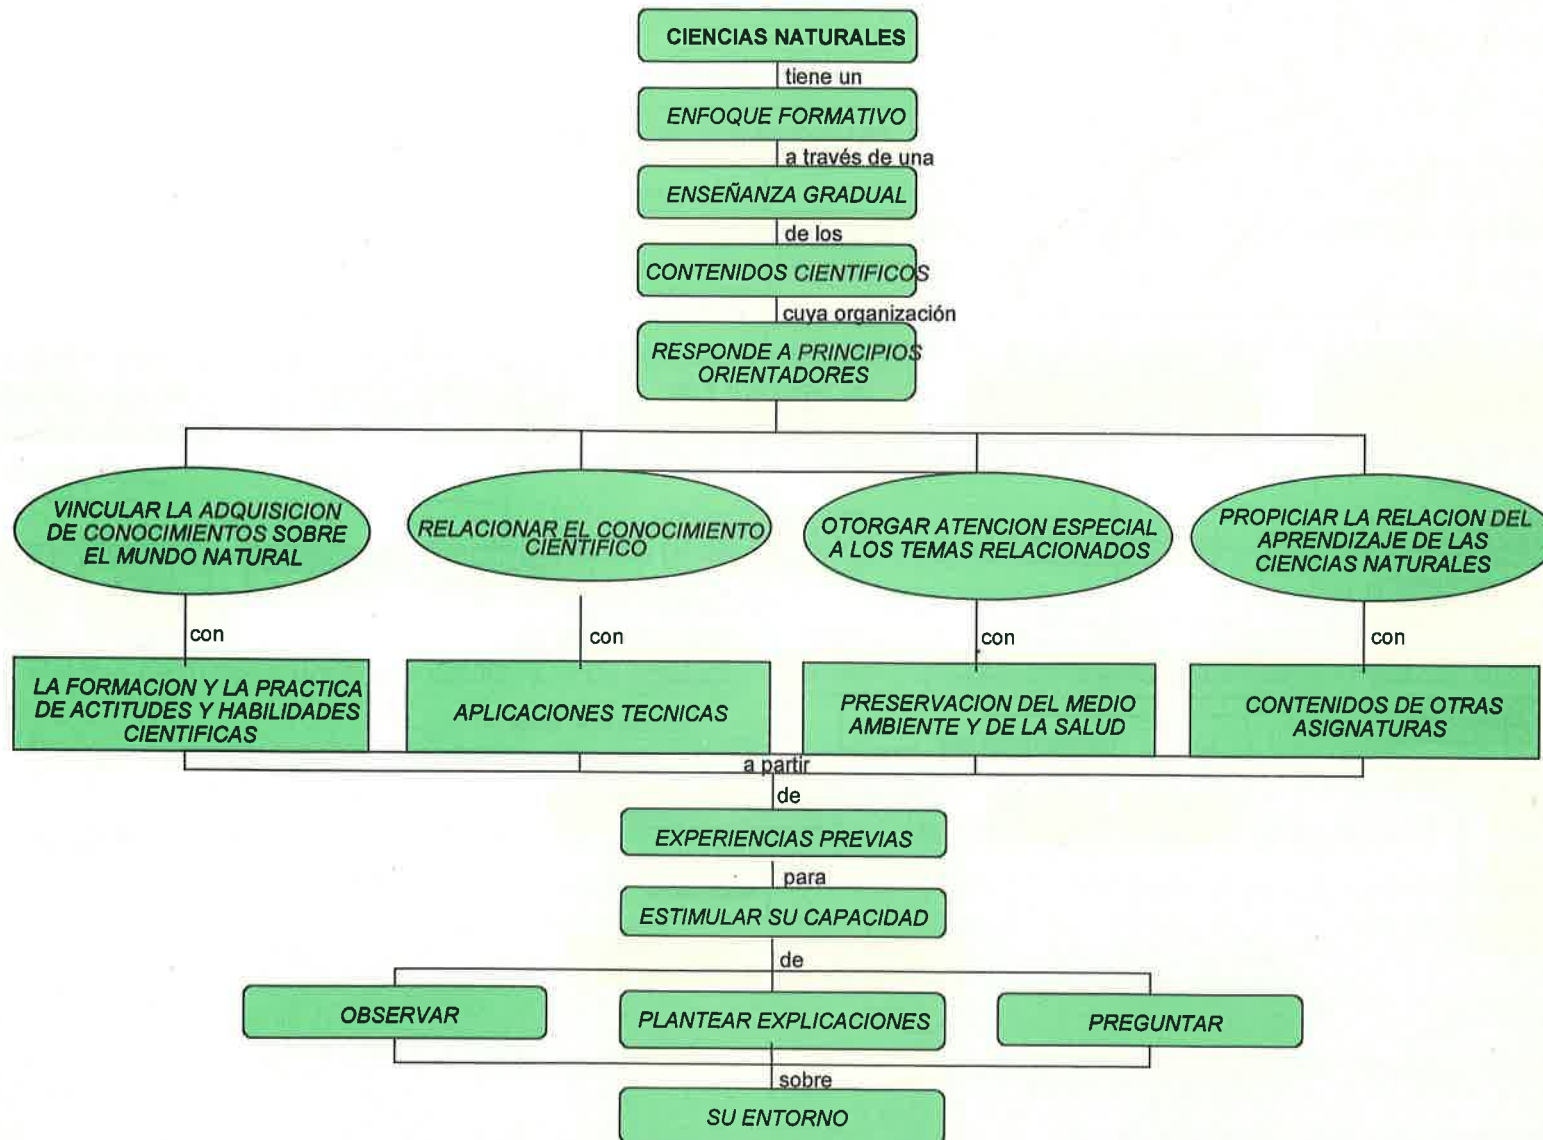 CIENCIAS NATURALES
tiene un
ENFOQUE FORMATIVO
a través de una
ENSEÑANZA GRADUAL
de los
CONTENIDOS CIENTIFICOS
cuya organización
RESPONDE A PRINCIPIOS
ORIENTADORES
VINCULAR LA ADQUISICION
DE CONOCIMIENTOS SOBRE
EL MUNDO NATURAL
RELACIONAR EL CONOCIMIENTO
CIENTIFICO
OTORGAR ATENCION ESPECIAL
A LOS TEMAS RELACIONADOS
PROPICIAR LA RELACION DEL
APRENDIZAJE DE LAS
CIENCIAS NATURALES
con
con
con
con
LA FORMACION Y LA PRACTICA
DE ACTITUDES Y HABILIDADES
CIENTIFICAS
APLICACIONES TECNICAS
PRESERVACION DEL MEDIO
AMBIENTE Y DE LA SALUD
CONTENIDOS DE OTRAS
ASIGNATURAS
a partir
de
EXPERIENCIAS PREVIAS
para
ESTIMULAR SU CAPACIDAD
de
OBSERVAR
PLANTEAR EXPLICACIONES
PREGUNTAR
sobre
SU ENTORNO